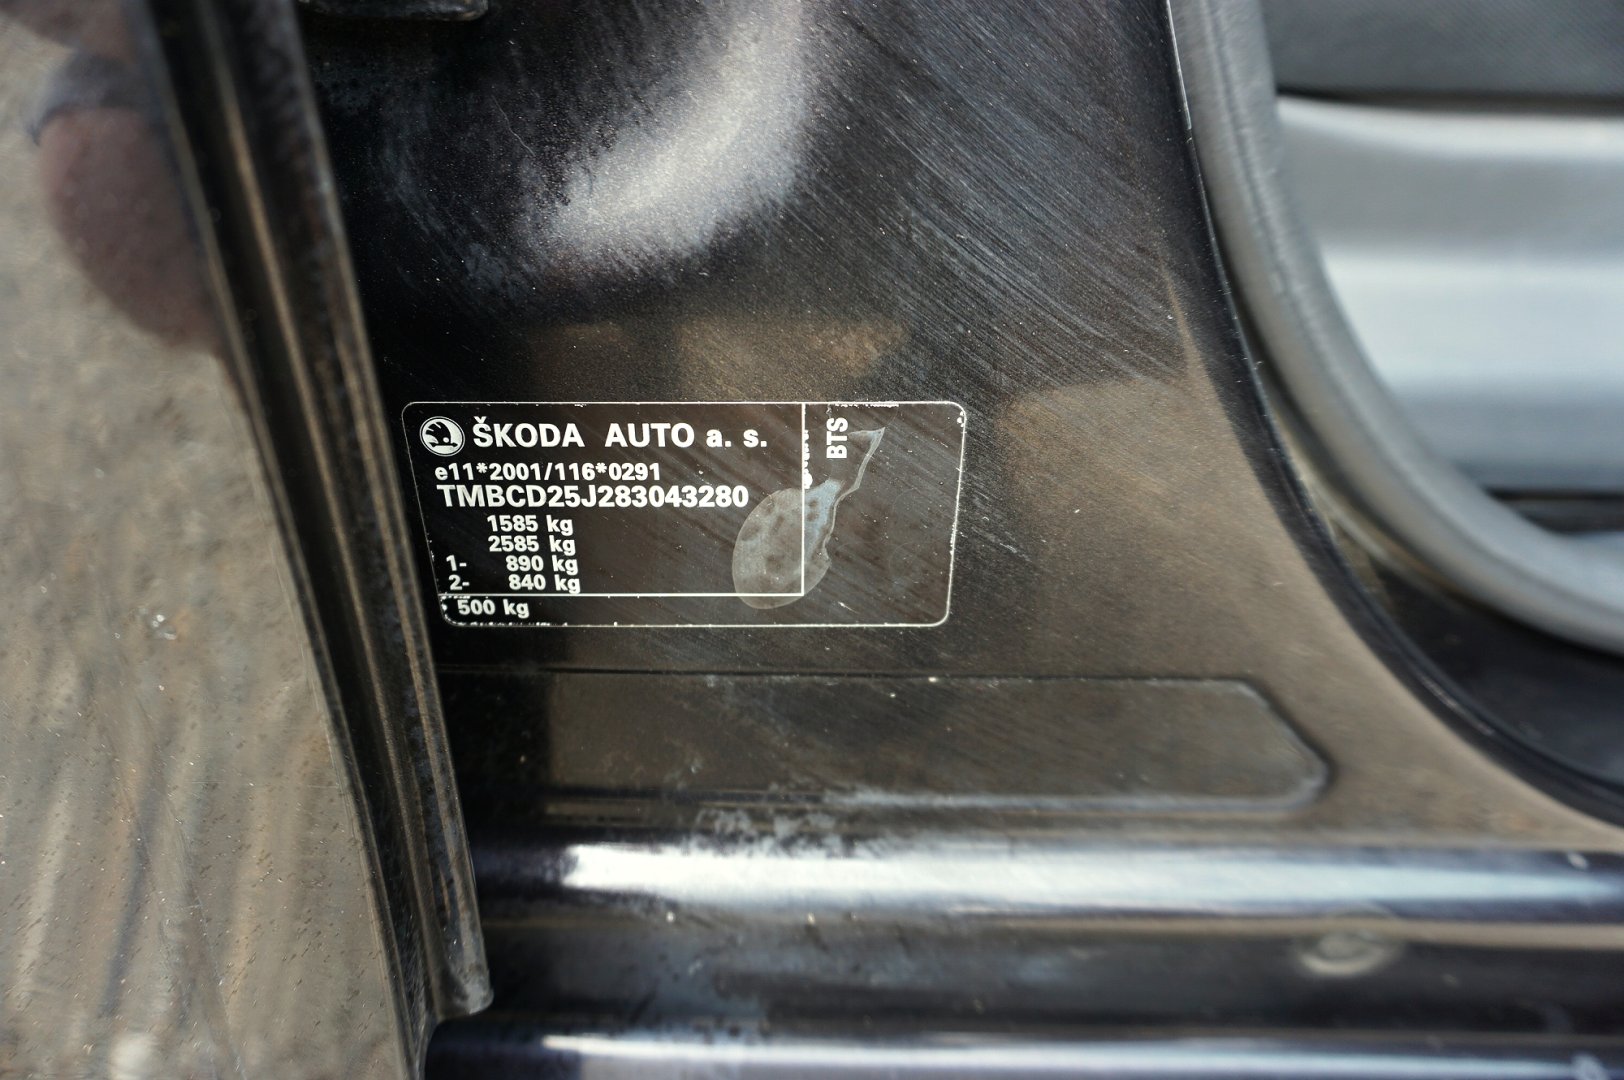 ŠKODA AUTO a. s.
e11*2001/116*0291
TMBCD25J283043280
1585 kg
2585 kg
1- 890 kg
2- 840 kg
500 kg
BTS